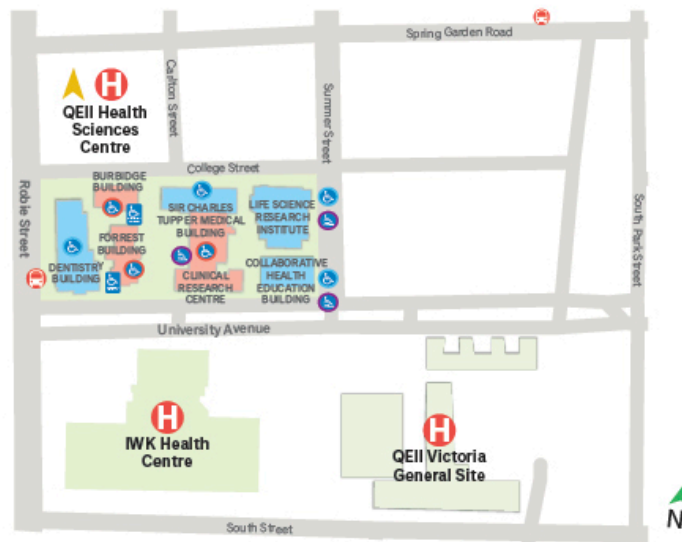 Spring Garden Road
H
QEII Health
Sciences
Centre
Carlton Street
Summer Street
College Street
Robie Street
South Park Street
BURBIDGE
BUILDING
SIR CHARLES
TUPPER MEDICAL
BUILDING
LIFE SCIENCE
RESEARCH
INSTITUTE
FORREST
BUILDING
DENTISTRY
BUILDING
CLINICAL
RESEARCH
CENTRE
COLLABORATIVE
HEALTH
EDUCATION
BUILDING
University Avenue
H
IWK Health
Centre
H
QEII Victoria
General Site
N
South Street